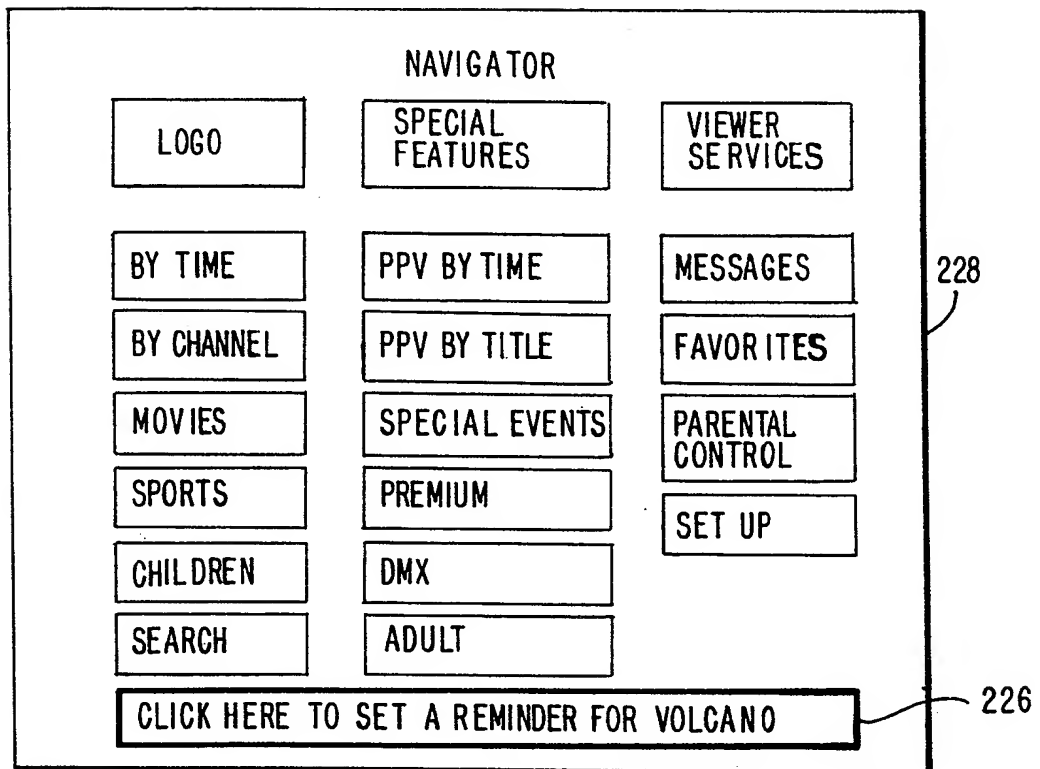 NAVIGATOR
LOGO
SPECIAL
FEATURES
VIEWER
SERVICES
BY TIME
PPV BY TIME
MESSAGES
228
BY CHANNEL
PPV BY TITLE
FAVORITES
MOVIES
SPECIAL EVENTS
PARENTAL
CONTROL
SPORTS
PREMIUM
SET UP
CHILDREN
DMX
SEARCH
ADULT
CLICK HERE TO SET A REMINDER FOR VOLCANO
226